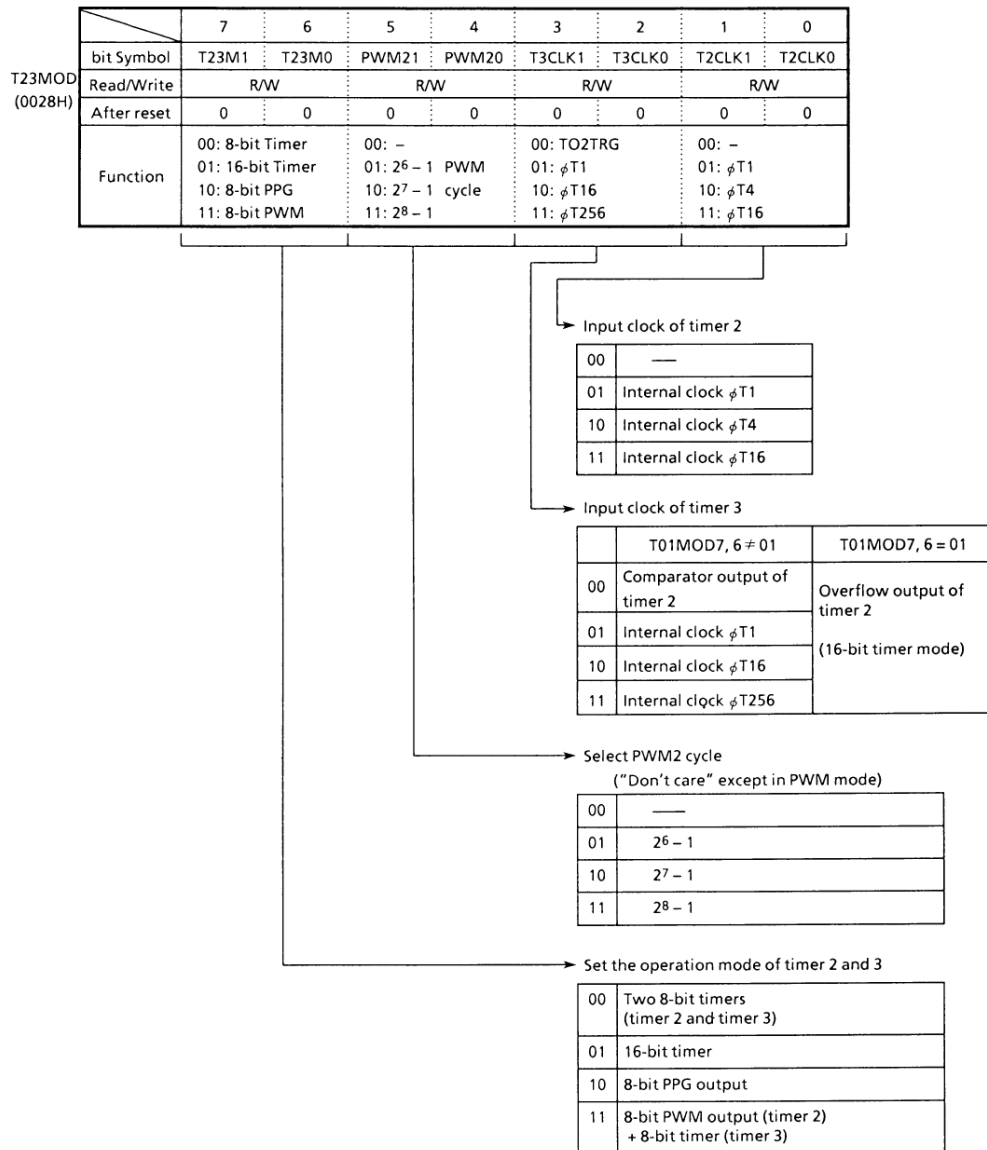 7 6 5 4 3 2 1 0
bit Symbol T23M1 T23M0 PWM21 PWM20 T3CLK1 T3CLK0 T2CLK1 T2CLK0
T23MOD
(0028H)
Read/Write R/W R/W R/W R/W
After reset 0 0 0 0 0 0 0 0
Function
00: 8-bit Timer 00: – 00: TO2TRG 00: –
01: 16-bit Timer 01: 2⁶ – 1 PWM 01: φT1 01: φT1
10: 8-bit PPG 10: 2⁷ – 1 cycle 10: φT16 10: φT4
11: 8-bit PWM 11: 2⁸ – 1 11: φT256 11: φT16
Input clock of timer 2
00 ––
01 Internal clock φT1
10 Internal clock φT4
11 Internal clock φT16
Input clock of timer 3
T01MOD7, 6 ≠ 01 T01MOD7, 6 = 01
00 Comparator output of
timer 2
01 Internal clock φT1
10 Internal clock φT16
11 Internal clock φT256
Overflow output of
timer 2
(16-bit timer mode)
Select PWM2 cycle
("Don't care" except in PWM mode)
00 ––
01 2⁶ – 1
10 2⁷ – 1
11 2⁸ – 1
Set the operation mode of timer 2 and 3
00 Two 8-bit timers
(timer 2 and timer 3)
01 16-bit timer
10 8-bit PPG output
11 8-bit PWM output (timer 2)
+ 8-bit timer (timer 3)